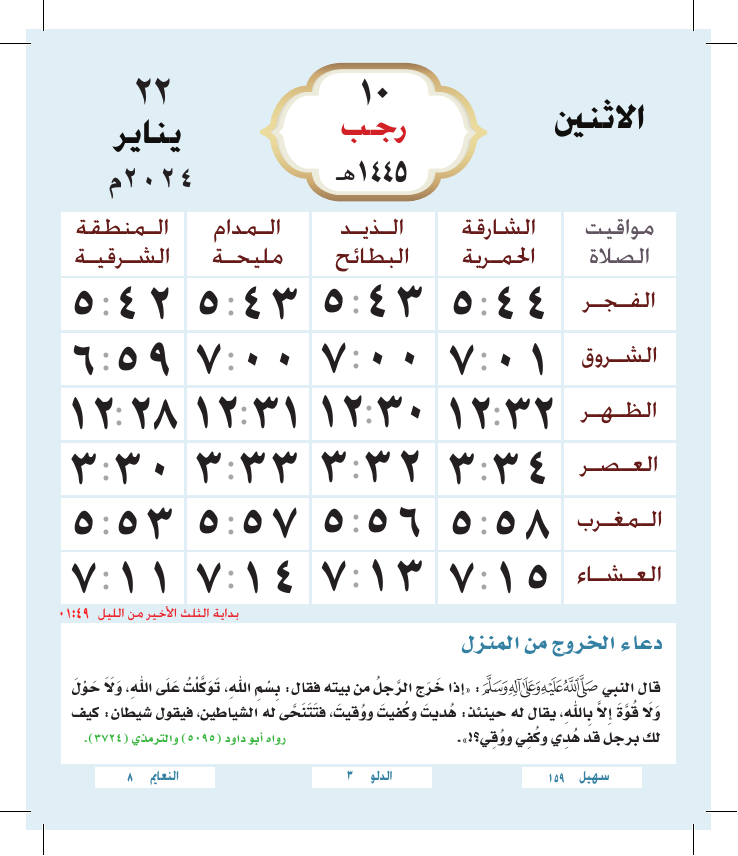 الاثنين
١٠
رجب
١٤٤٥هـ
٢٢
يناير
٢٠٢٤م
مواقيت الصلاة | الشارقة الحمرية | الذيد البطائح | المدام مليحة | المنطقة الشرقية
الفجر ٥:٤٤ ٥:٤٣ ٥:٤٣ ٥:٤٢
الشروق ٧:٠١ ٧:٠٠ ٧:٠٠ ٦:٥٩
الظهر ١٢:٣٢ ١٢:٣٠ ١٢:٣١ ١٢:٢٨
العصر ٣:٣٤ ٣:٣٢ ٣:٣٣ ٣:٣٠
المغرب ٥:٥٨ ٥:٥٦ ٥:٥٧ ٥:٥٣
العشاء ٧:١٥ ٧:١٣ ٧:١٤ ٧:١١
بداية الثلث الأخير من الليل ٠١:٤٩
دعاء الخروج من المنزل
قال النبي صَلَّى اللَّهُ عَلَيْهِ وَعَلَى آلِهِ وَسَلَّمَ: «إذا خَرَج الرَّجلُ من بيته فقال: بِسْمِ اللهِ، تَوَكَّلْتُ عَلَى اللهِ، وَلَا حَوْلَ
وَلَا قُوَّةَ إِلاَّ بِاللهِ، يقال له حينئذ: هُديتَ وكُفيتَ ووُقيتَ، فتَتَنَحَّى له الشياطين، فيقول شيطان: كيف
لك برجل قد هُدي وكُفي ووُقي؟!». رواه أبو داود (٥٠٩٥) والترمذي (٣٧٢٤).
سهيل ١٥٩
الدلو ٣
النعايم ٨